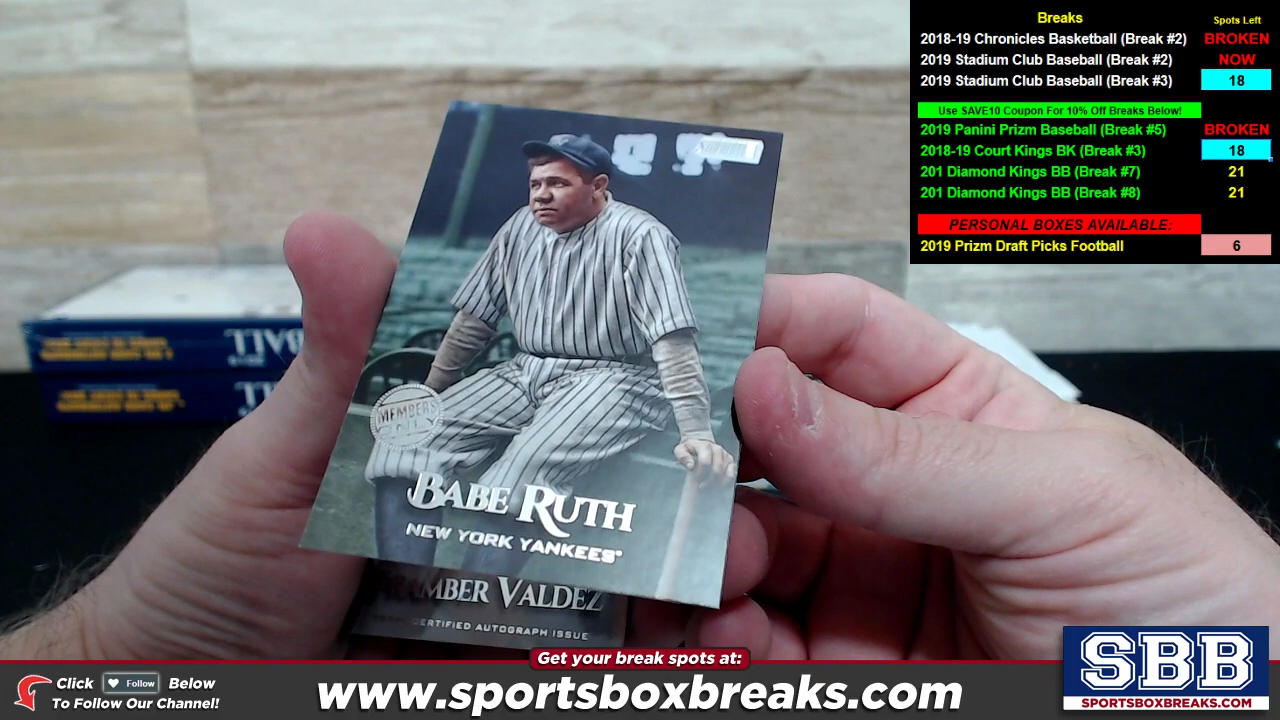 Breaks
Spots Left
2018-19 Chronicles Basketball (Break #2) BROKEN
2019 Stadium Club Baseball (Break #2) NOW
2019 Stadium Club Baseball (Break #3) 18
Use SAVE10 Coupon For 10% Off Breaks Below!
2019 Panini Prizm Baseball (Break #5) BROKEN
2018-19 Court Kings BK (Break #3) 18
201 Diamond Kings BB (Break #7) 21
201 Diamond Kings BB (Break #8) 21
PERSONAL BOXES AVAILABLE:
2019 Prizm Draft Picks Football 6
MEMBERS
ONLY
BABE RUTH
NEW YORK YANKEES
MBER VALDEZ
CERTIFIED AUTOGRAPH ISSUE
Get your break spots at:
Click Follow Below
To Follow Our Channel!
www.sportsboxbreaks.com
SBB
SPORTSBOXBREAKS.COM